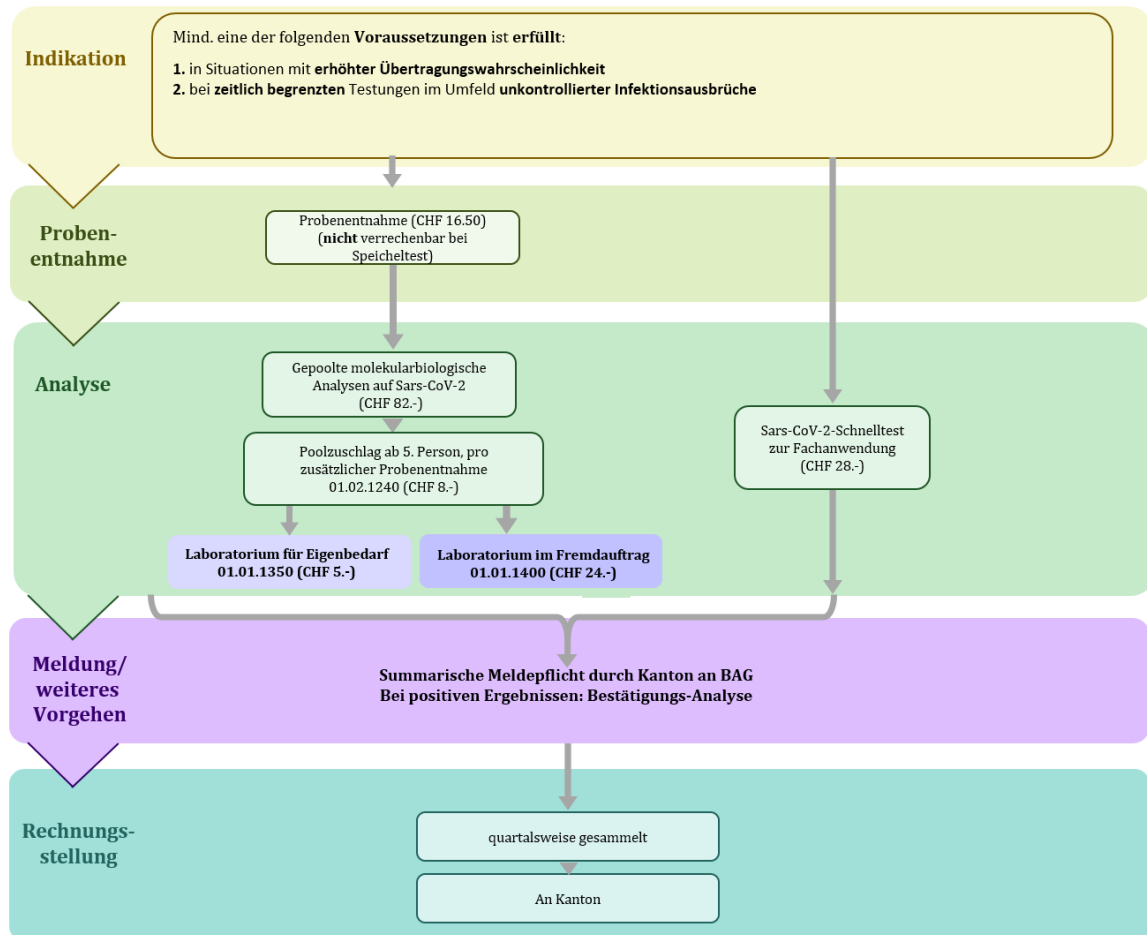 Indikation
Mind. eine der folgenden Voraussetzungen ist erfüllt:
1. in Situationen mit erhöhter Übertragungswahrscheinlichkeit
2. bei zeitlich begrenzten Testungen im Umfeld unkontrollierter Infektionsausbrüche
Proben-
entnahme
Probenentnahme (CHF 16.50)
(nicht verrechenbar bei
Speicheltest)
Analyse
Gepoolte molekularbiologische
Analysen auf Sars-CoV-2
(CHF 82.-)
Poolzuschlag ab 5. Person, pro
zusätzlicher Probenentnahme
01.02.1240 (CHF 8.-)
Sars-CoV-2-Schnelltest
zur Fachanwendung
(CHF 28.-)
Laboratorium für Eigenbedarf
01.01.1350 (CHF 5.-)
Laboratorium im Fremdauftrag
01.01.1400 (CHF 24.-)
Meldung/
weiteres
Vorgehen
Summarische Meldepflicht durch Kanton an BAG
Bei positiven Ergebnissen: Bestätigungs-Analyse
Rechnungs-
stellung
quartalsweise gesammelt
An Kanton